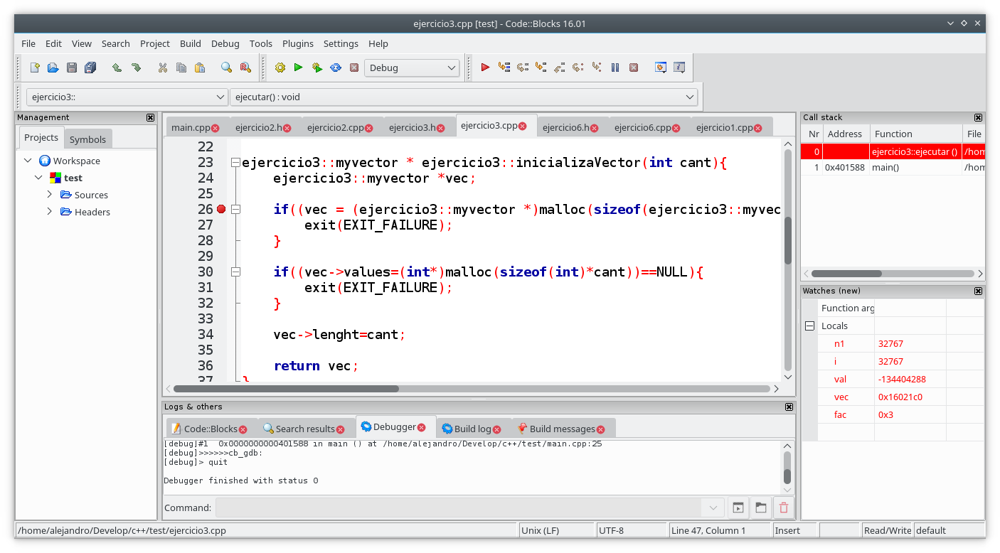 ejercicio3.cpp [test] - Code::Blocks 16.01
File Edit View Search Project Build Debug Tools Plugins Settings Help
Debug
ejercicio3:: ejecutar() : void
Management
Projects Symbols
Workspace
test
Sources
Headers
main.cpp ejercicio2.h ejercicio2.cpp ejercicio3.h ejercicio3.cpp ejercicio6.h ejercicio6.cpp ejercicio1.cpp
22
23 ejercicio3::myvector * ejercicio3::inicializaVector(int cant){
24 ejercicio3::myvector *vec;
25
26 if((vec = (ejercicio3::myvector *)malloc(sizeof(ejercicio3::myvec
27 exit(EXIT_FAILURE);
28 }
29
30 if((vec->values=(int*)malloc(sizeof(int)*cant))==NULL){
31 exit(EXIT_FAILURE);
32 }
33
34 vec->lenght=cant;
35
36 return vec;
37 }
Call stack
Nr Address Function File
0 ejercicio3::ejecutar () /hom
1 0x401588 main() /hom
Watches (new)
Function arg
Locals
n1 32767
i 32767
val -134404288
vec 0x16021c0
fac 0x3
Logs & others
Code::Blocks Search results Debugger Build log Build messages
[debug]#1  0x0000000000401588 in main () at /home/alejandro/Develop/c++/test/main.cpp:25
[debug]>>>>>>cb_gdb:
[debug]> quit
Debugger finished with status 0
Command:
/home/alejandro/Develop/c++/test/ejercicio3.cpp Unix (LF) UTF-8 Line 47, Column 1 Insert Read/Write default